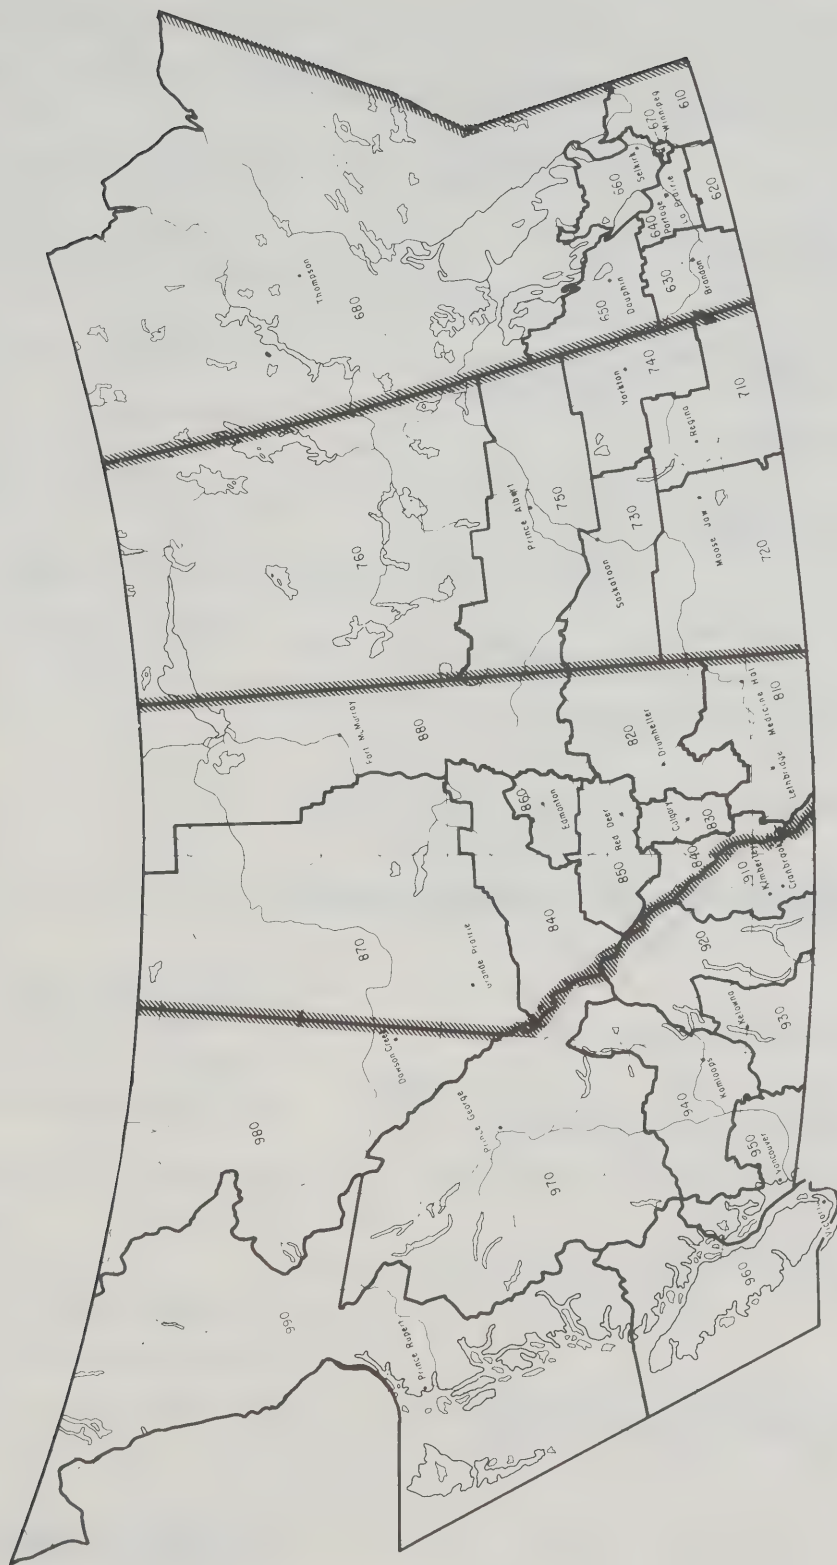 990
980
Dawson Creek
Prince Rupert
970
Prince George
960
Victoria
950
Vancouver
940
Kamloops
930
Kelowna
920
910
Kimberley
Cranbrook
870
Grande Prairie
880
Fort McMurray
840
860
Edmonton
850
Red Deer
840
830
Calgary
820
Drumheller
810
Lethbridge
Medicine Hat
760
750
Prince Albert
730
Saskatoon
720
Moose Jaw
740
Yorkton
710
Regina
680
Thompson
650
Dauphin
660
Selkirk
640
Portage
La Prairie
630
Brandon
620
670
Winnipeg
610